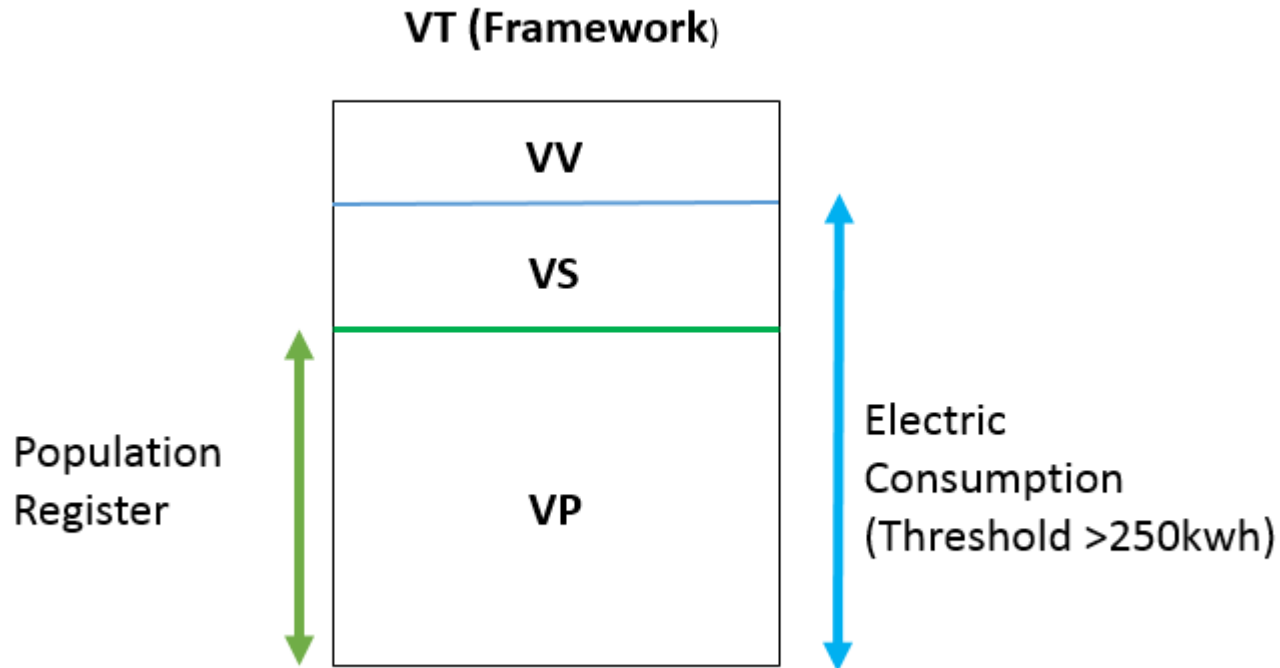 VT (Framework)
VV
VS
VP
Population
Register
Electric
Consumption
(Threshold >250kwh)